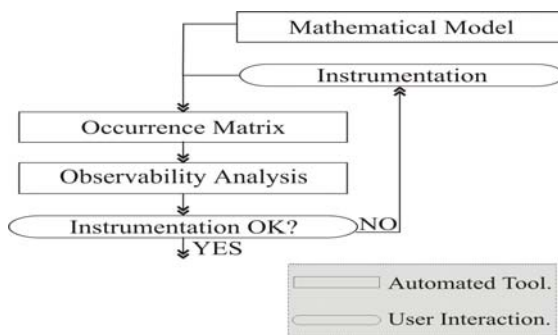 Mathematical Model
Instrumentation
Occurrence Matrix
Observability Analysis
Instrumentation OK?
NO
YES
Automated Tool.
User Interaction.